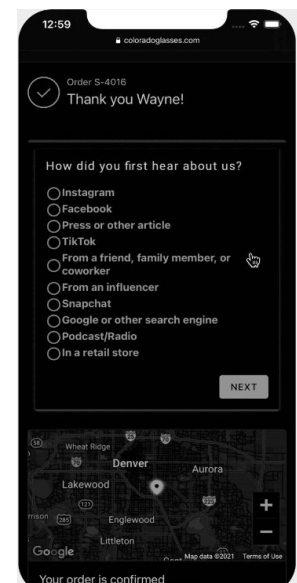 12:59
coloradoglasses.com
Order S-4016
Thank you Wayne!
How did you first hear about us?
Instagram
Facebook
Press or other article
TikTok
From a friend, family member, or
coworker
From an influencer
Snapchat
Google or other search engine
Podcast/Radio
In a retail store
NEXT
Wheat Ridge
Denver
Aurora
Lakewood
121
rrison
285
Englewood
+
Littleton
−
Google
Map data ©2021
Terms of Use
Your order is confirmed